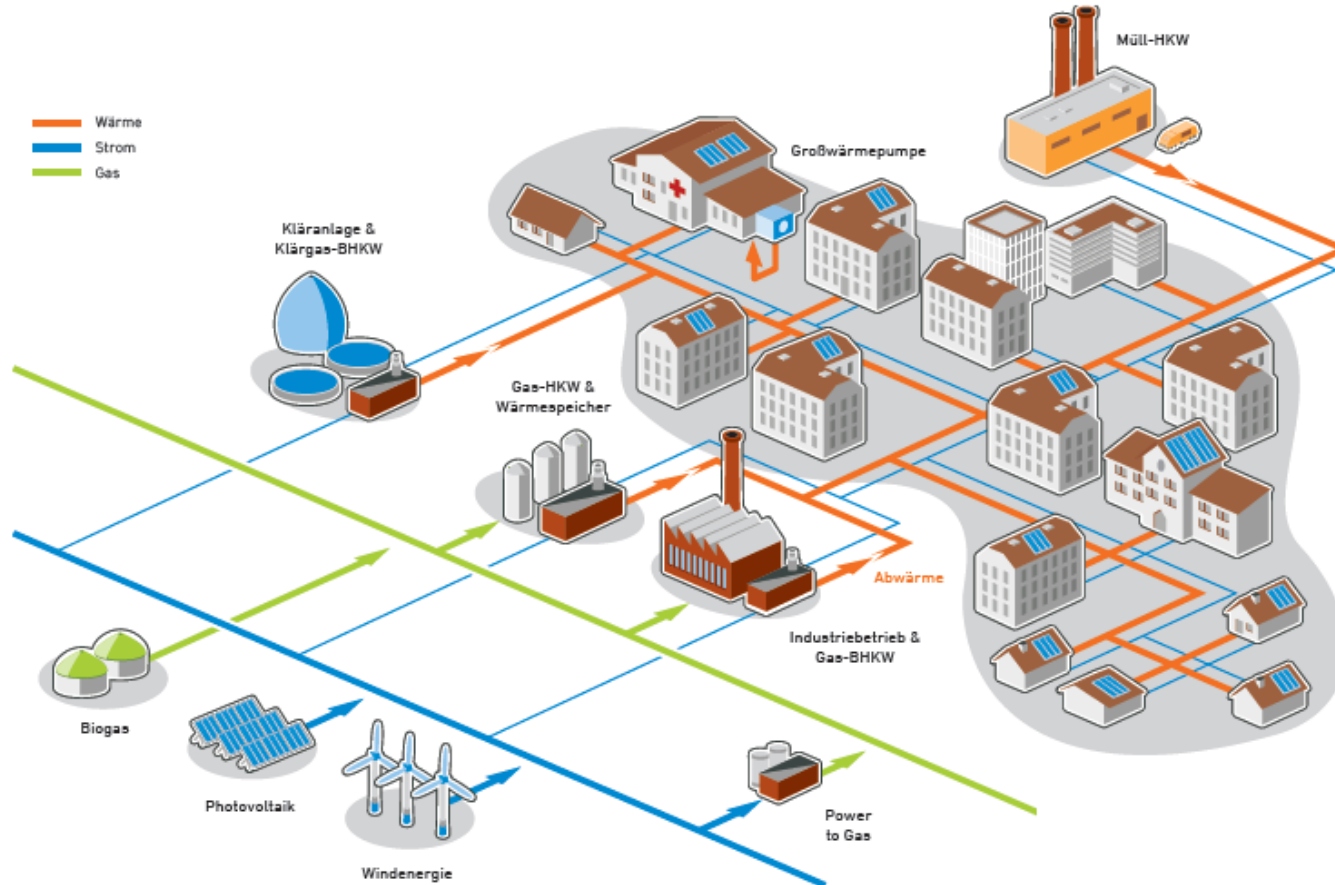 Müll-HKW
Wärme
Strom
Gas
Großwärmepumpe
Kläranlage &
Klärgas-BHKW
Gas-HKW &
Wärmespeicher
Abwärme
Industriebetrieb &
Gas-BHKW
Biogas
Photovoltaik
Windenergie
Power
to Gas